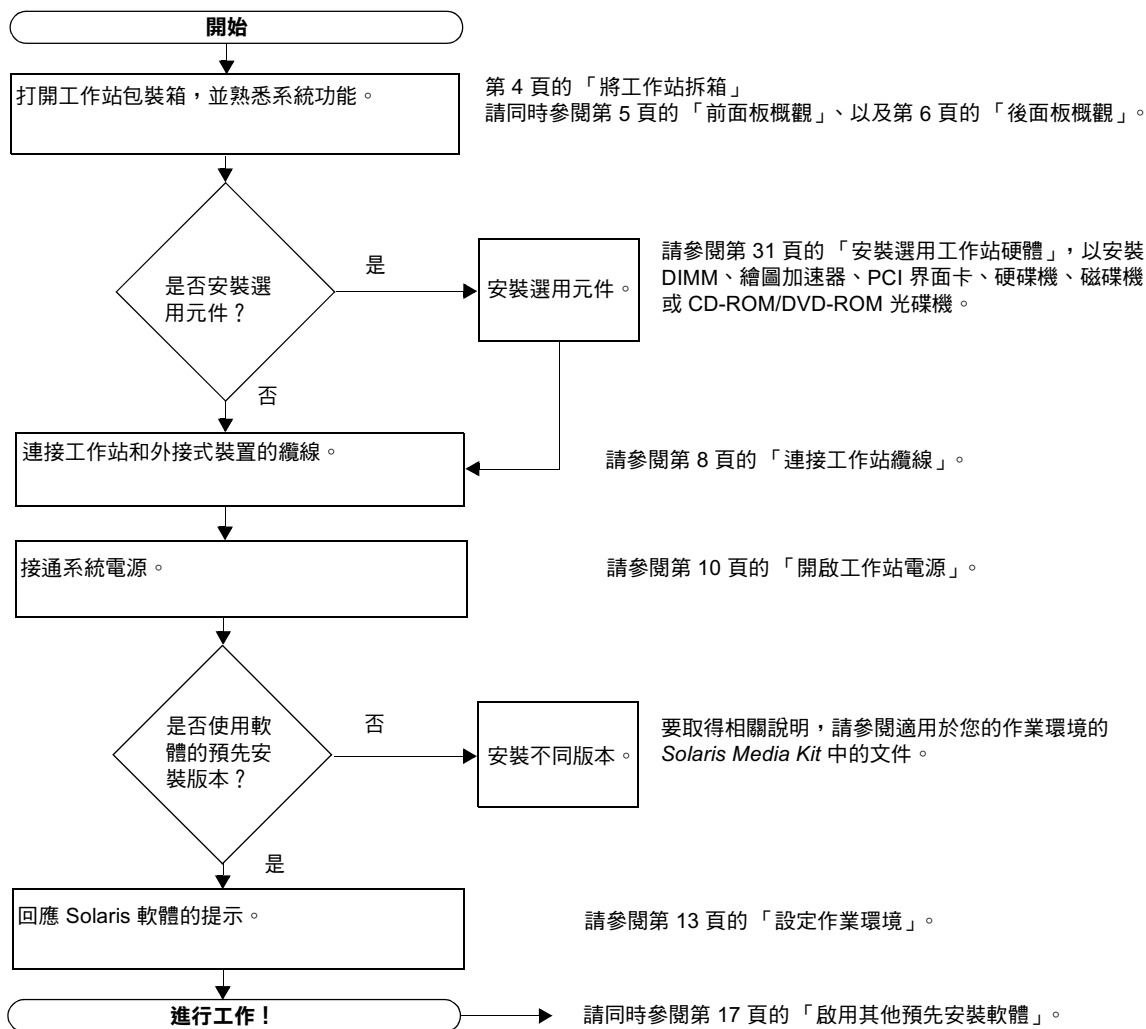 開始
打開工作站包裝箱，並熟悉系統功能。
第 4 頁的「將工作站拆箱」
請同時參閱第 5 頁的「前面板概觀」、以及第 6 頁的「後面板概觀」。
是否安裝選
用元件？
是
安裝選用元件。
請參閱第 31 頁的「安裝選用工作站硬體」，以安裝
DIMM、繪圖加速器、PCI 界面卡、硬碟機、磁碟機
或 CD-ROM/DVD-ROM 光碟機。
否
連接工作站和外接式裝置的纜線。
請參閱第 8 頁的「連接工作站纜線」。
接通系統電源。
請參閱第 10 頁的「開啟工作站電源」。
是否使用軟
體的預先安
裝版本？
否
安裝不同版本。
要取得相關說明，請參閱適用於您的作業環境的
Solaris Media Kit 中的文件。
是
回應 Solaris 軟體的提示。
請參閱第 13 頁的「設定作業環境」。
進行工作！
請同時參閱第 17 頁的「啟用其他預先安裝軟體」。